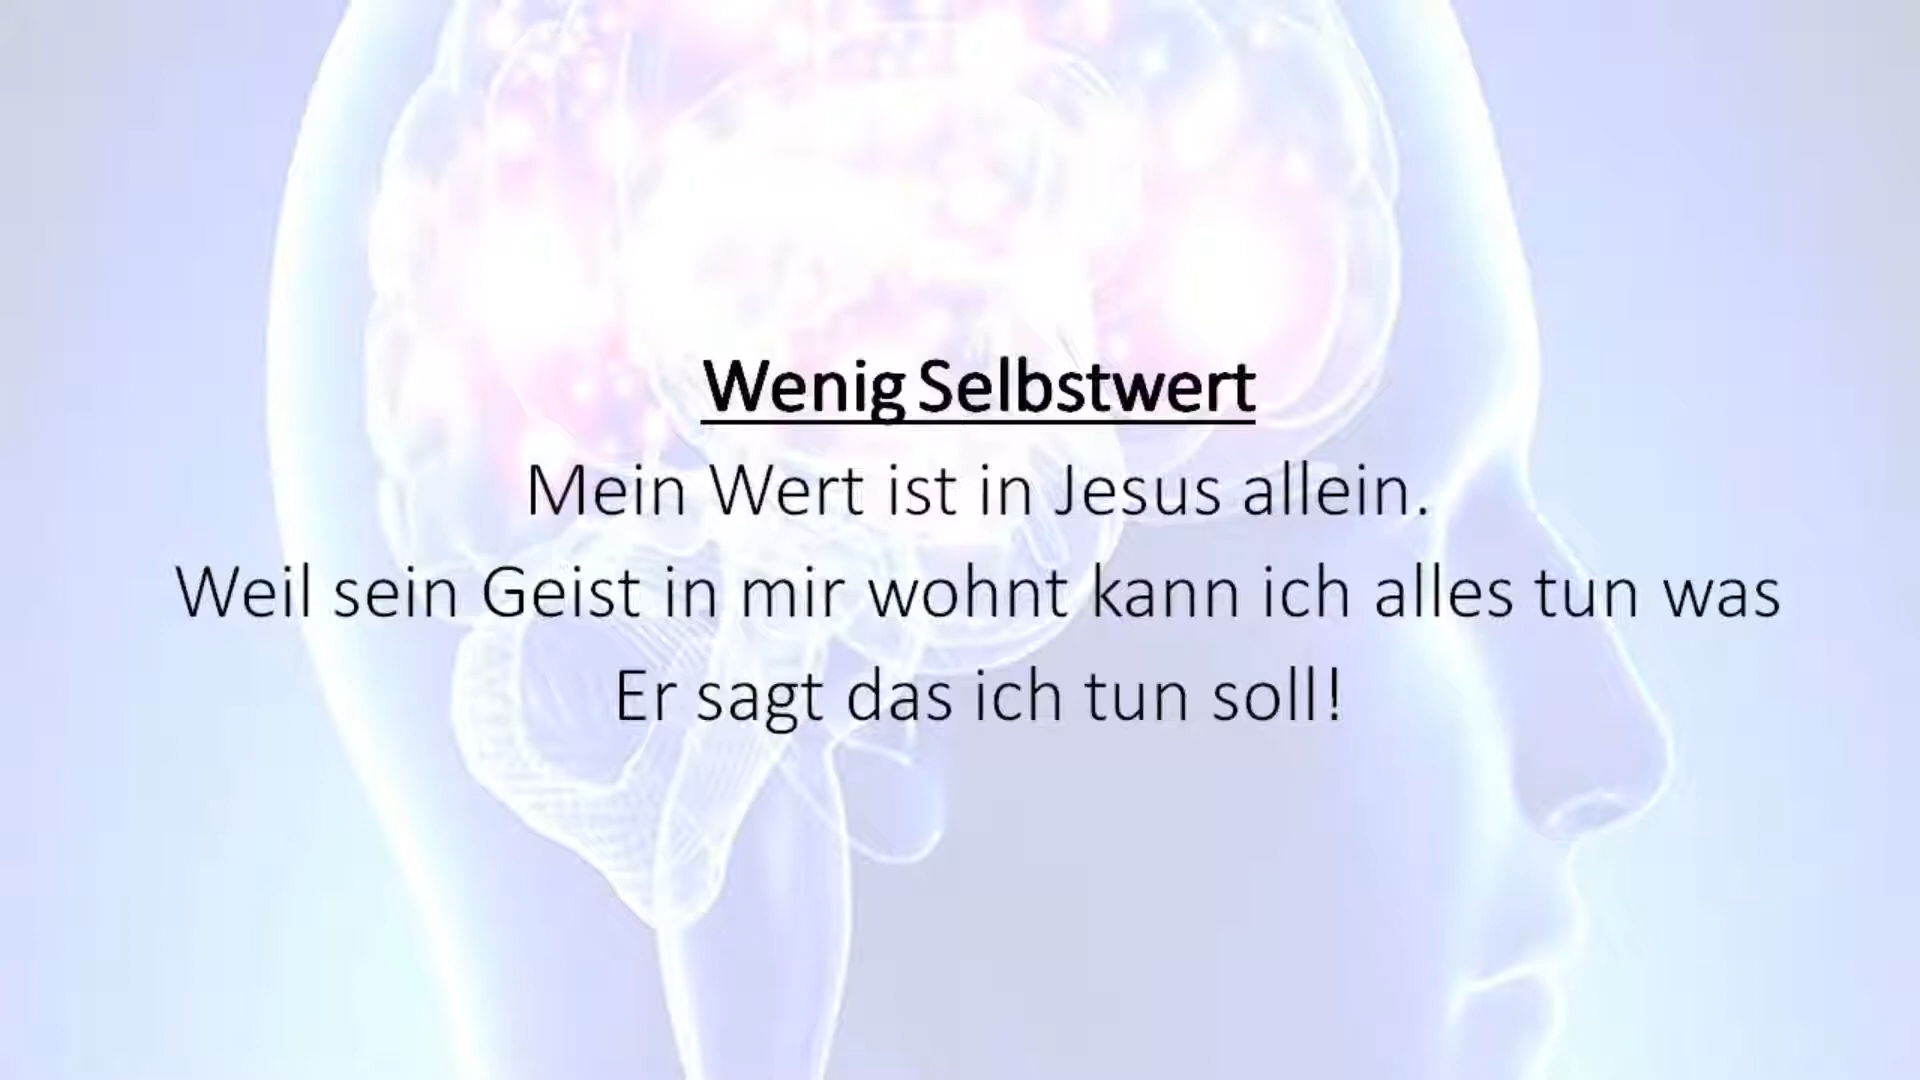 Wenig Selbstwert
Mein Wert ist in Jesus allein.
Weil sein Geist in mir wohnt kann ich alles tun was
Er sagt das ich tun soll!